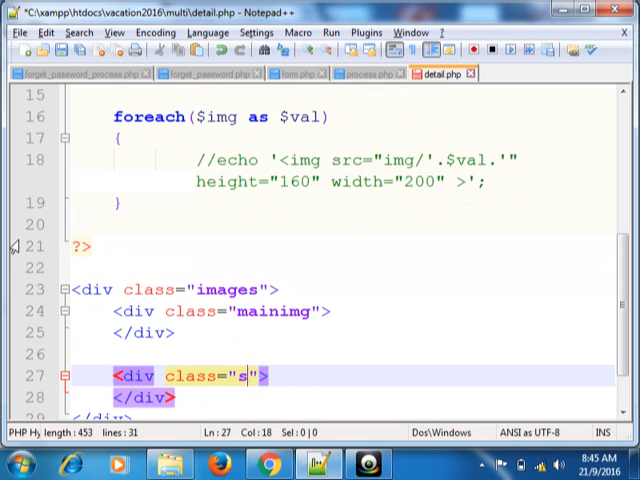 *C:\xampp\htdocs\vacation2016\multi\detail.php - Notepad++
File Edit Search View Encoding Language Settings Macro Run Plugins Window ? X
forget_password_process.php forget_password.php form.php process.php detail.php
15
16 foreach($img as $val)
17 {
18 //echo '<img src="img/'.$val.'"
height="160" width="200" >';
19 }
20
21 ?>
22
23 <div class="images">
24 <div class="mainimg">
25 </div>
26
27 <div class="s">
28 </div>
29 </div>
PHP Hy length : 453 lines : 31 Ln : 27 Col : 18 Sel : 0 | 0 Dos\Windows ANSI as UTF-8 INS
8:45 AM
21/9/2016